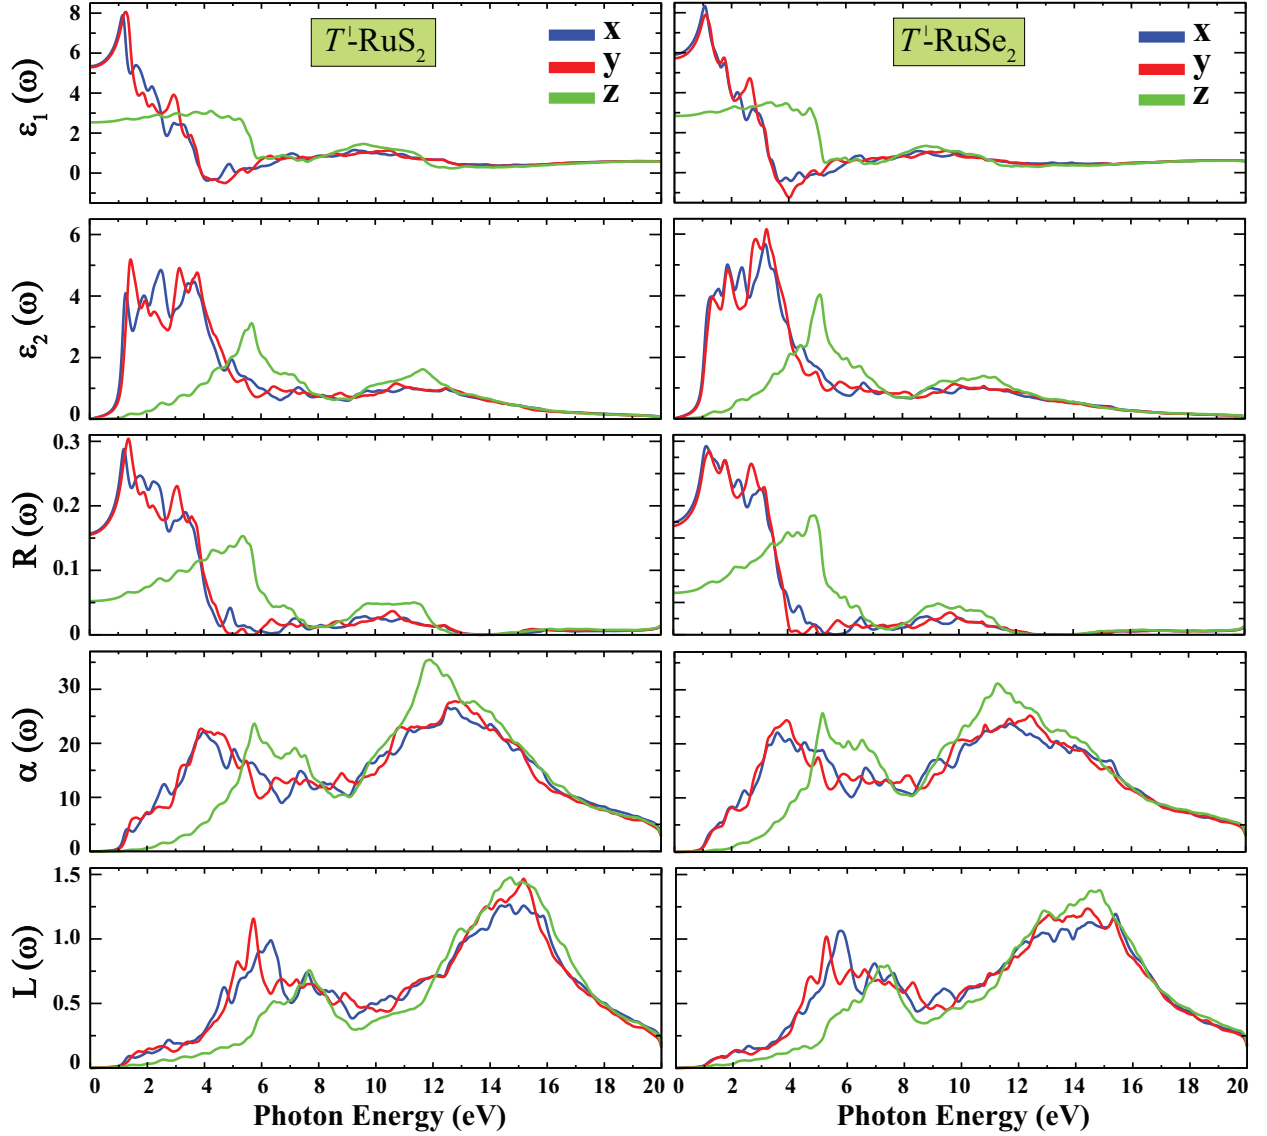 T¹-RuS₂
x
y
z
T¹-RuSe₂
x
y
z
ε₁ (ω)
8
6
4
2
0
ε₂ (ω)
6
4
2
0
R (ω)
0.3
0.2
0.1
0
α (ω)
30
20
10
0
L (ω)
1.5
1.0
0.5
0
0 2 4 6 8 10 12 14 16 18 20
0 2 4 6 8 10 12 14 16 18 20
Photon Energy (eV)
Photon Energy (eV)